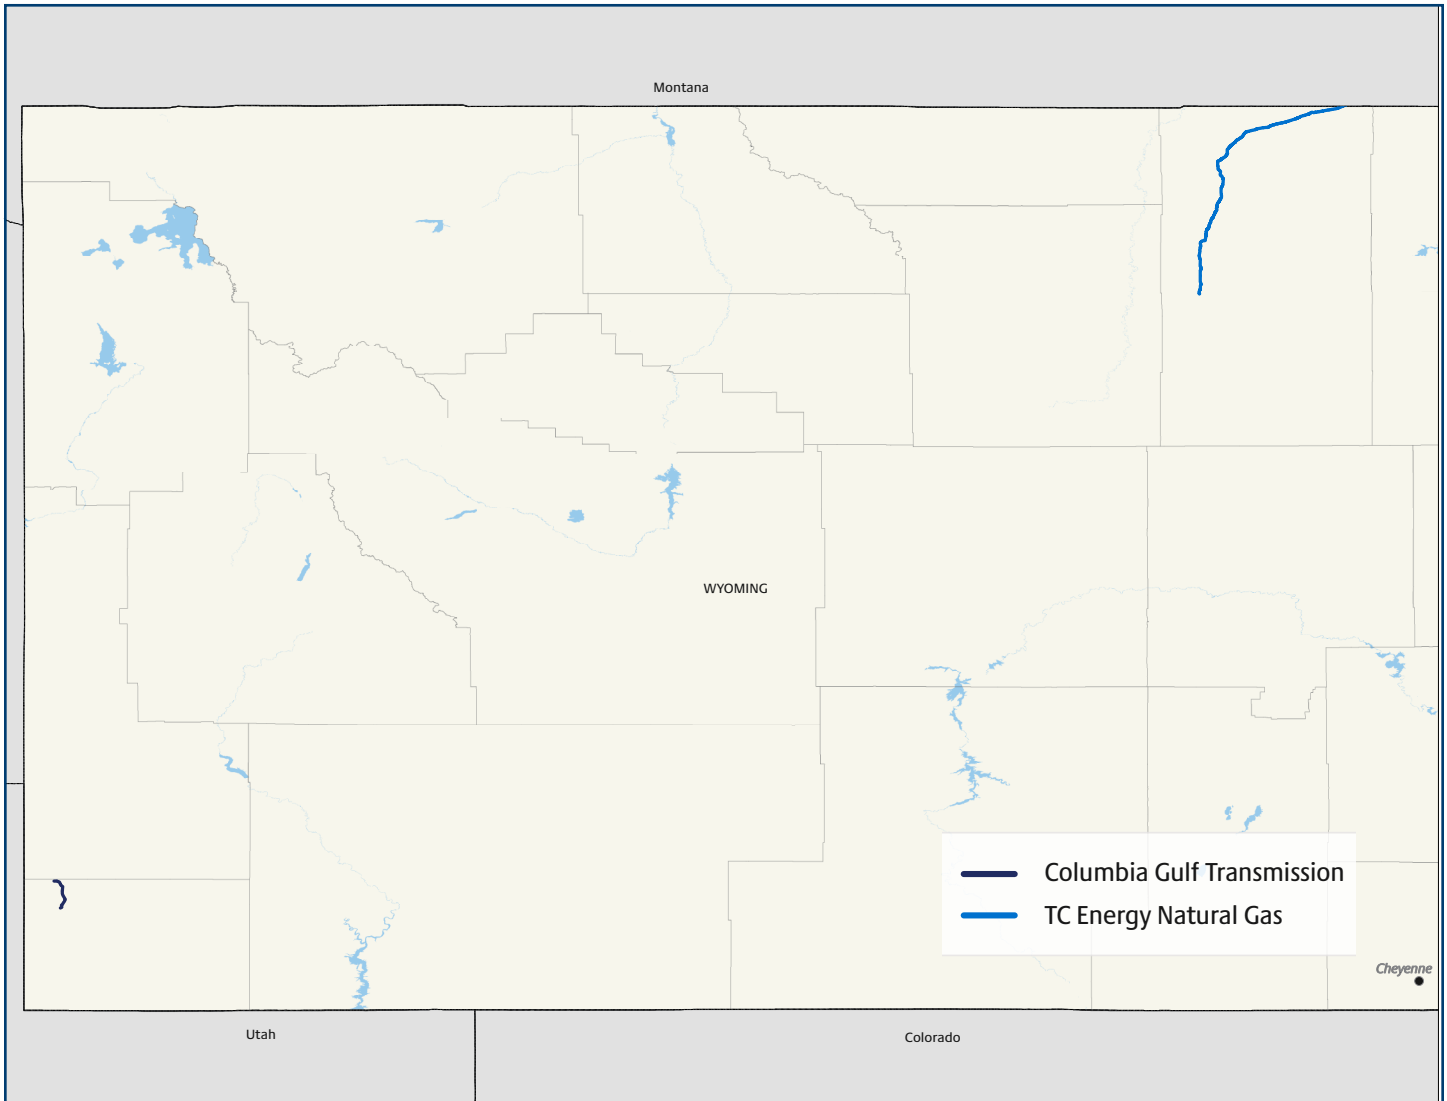 Montana
WYOMING
Columbia Gulf Transmission
TC Energy Natural Gas
Cheyenne
Utah
Colorado